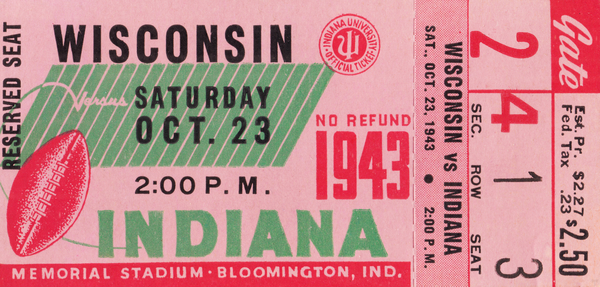 RESERVED SEAT
WISCONSIN
INDIANA UNIVERSITY
IU
OFFICIAL TICKET
Versus
SATURDAY
OCT. 23
NO REFUND
1943
2:00 P. M.
INDIANA
MEMORIAL STADIUM · BLOOMINGTON, IND.
WISCONSIN vs INDIANA
SAT., OCT. 23, 1943 • 2:00 P. M.
Gate
2
SEC.
4
ROW
1
SEAT
3
Est. Pr. $2.27
Fed. Tax .23
$2.50